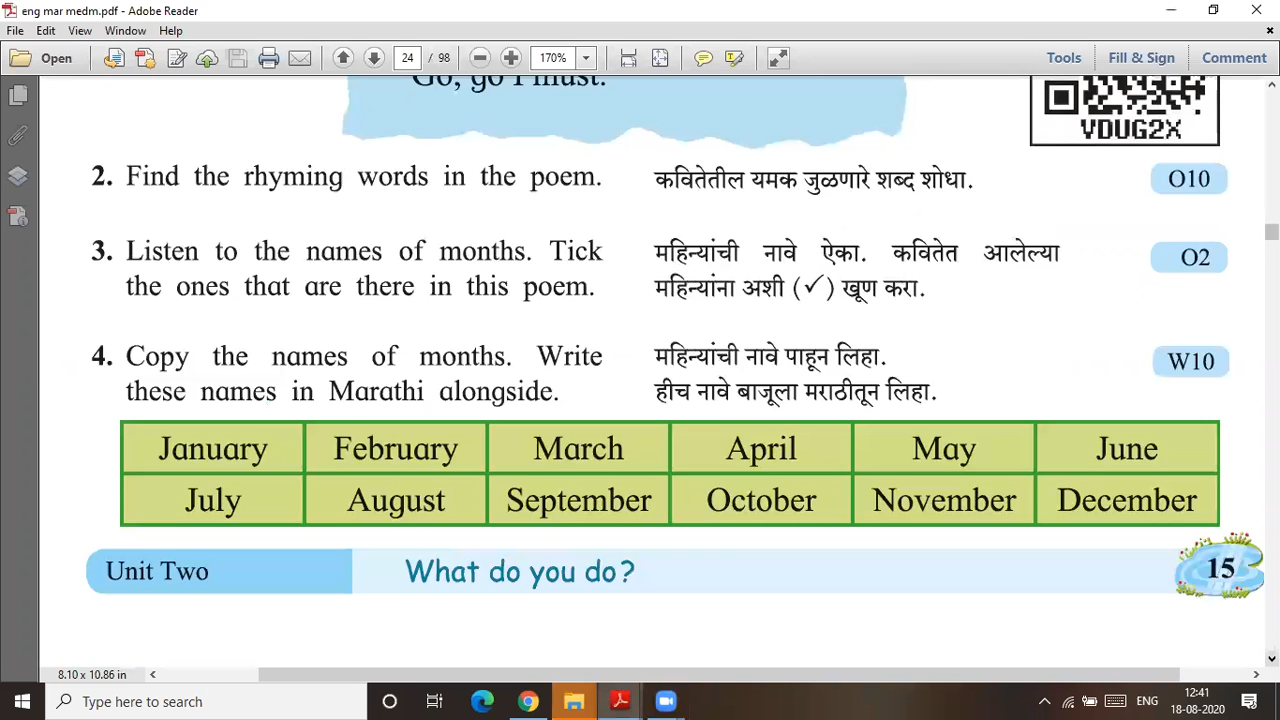 eng mar medm.pdf - Adobe Reader
File Edit View Window Help
Open 24 / 98 170% Tools Fill & Sign Comment
Go, go I must.
VDUG2X
2. Find the rhyming words in the poem. कवितेतील यमक जुळणारे शब्द शोधा. O10
3. Listen to the names of months. Tick महिन्यांची नावे ऐका. कवितेत आलेल्या O2
the ones that are there in this poem. महिन्यांना अशी (✓) खूण करा.
4. Copy the names of months. Write महिन्यांची नावे पाहून लिहा. W10
these names in Marathi alongside. हीच नावे बाजूला मराठीतून लिहा.
January February March April May June
July August September October November December
Unit Two What do you do? 15
8.10 x 10.86 in
Type here to search ENG 12:41
18-08-2020